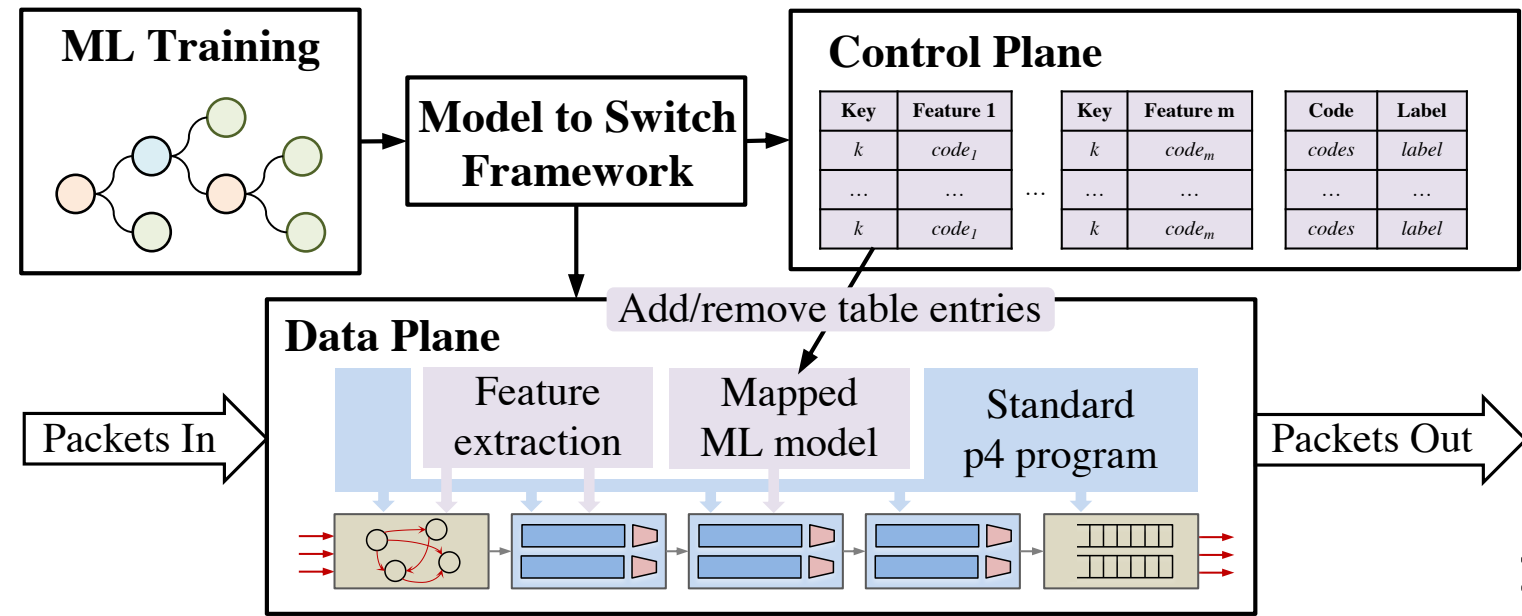 ML Training
Model to Switch
Framework
Control Plane
Key Feature 1
k code₁
… …
k code₁
…
Key Feature m
k codeₘ
… …
k codeₘ
Code Label
codes label
… …
codes label
Add/remove table entries
Data Plane
Packets In
Feature
extraction
Mapped
ML model
Standard
p4 program
Packets Out